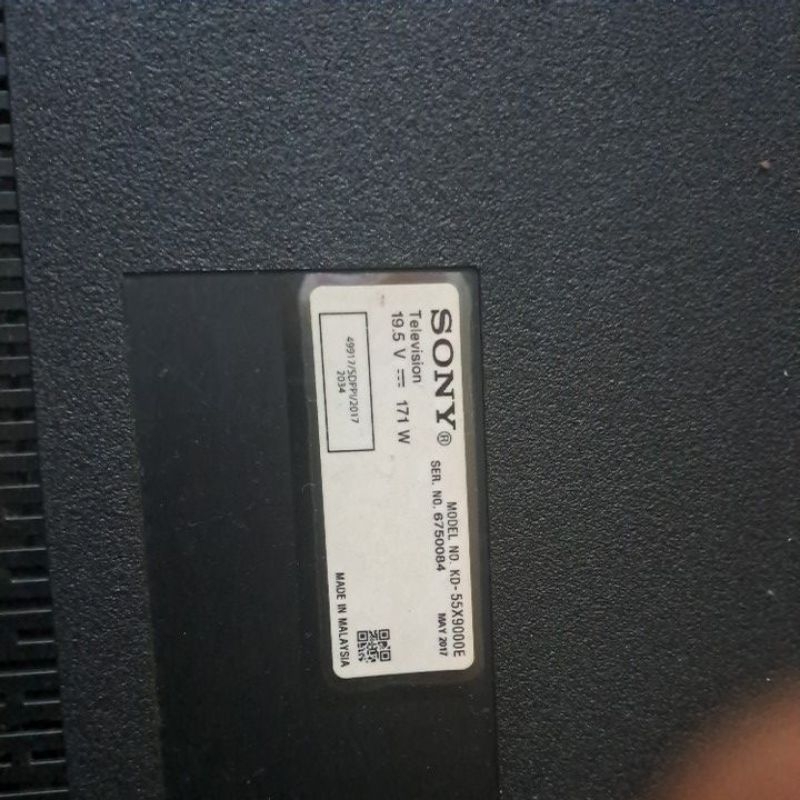 SONY®
MODEL NO. KD-55X9000E
SER. NO. 6750084
MAY 2017
Television
19.5 V ⎓ 171 W
49917/SDPPI/2017
2034
MADE IN MALAYSIA